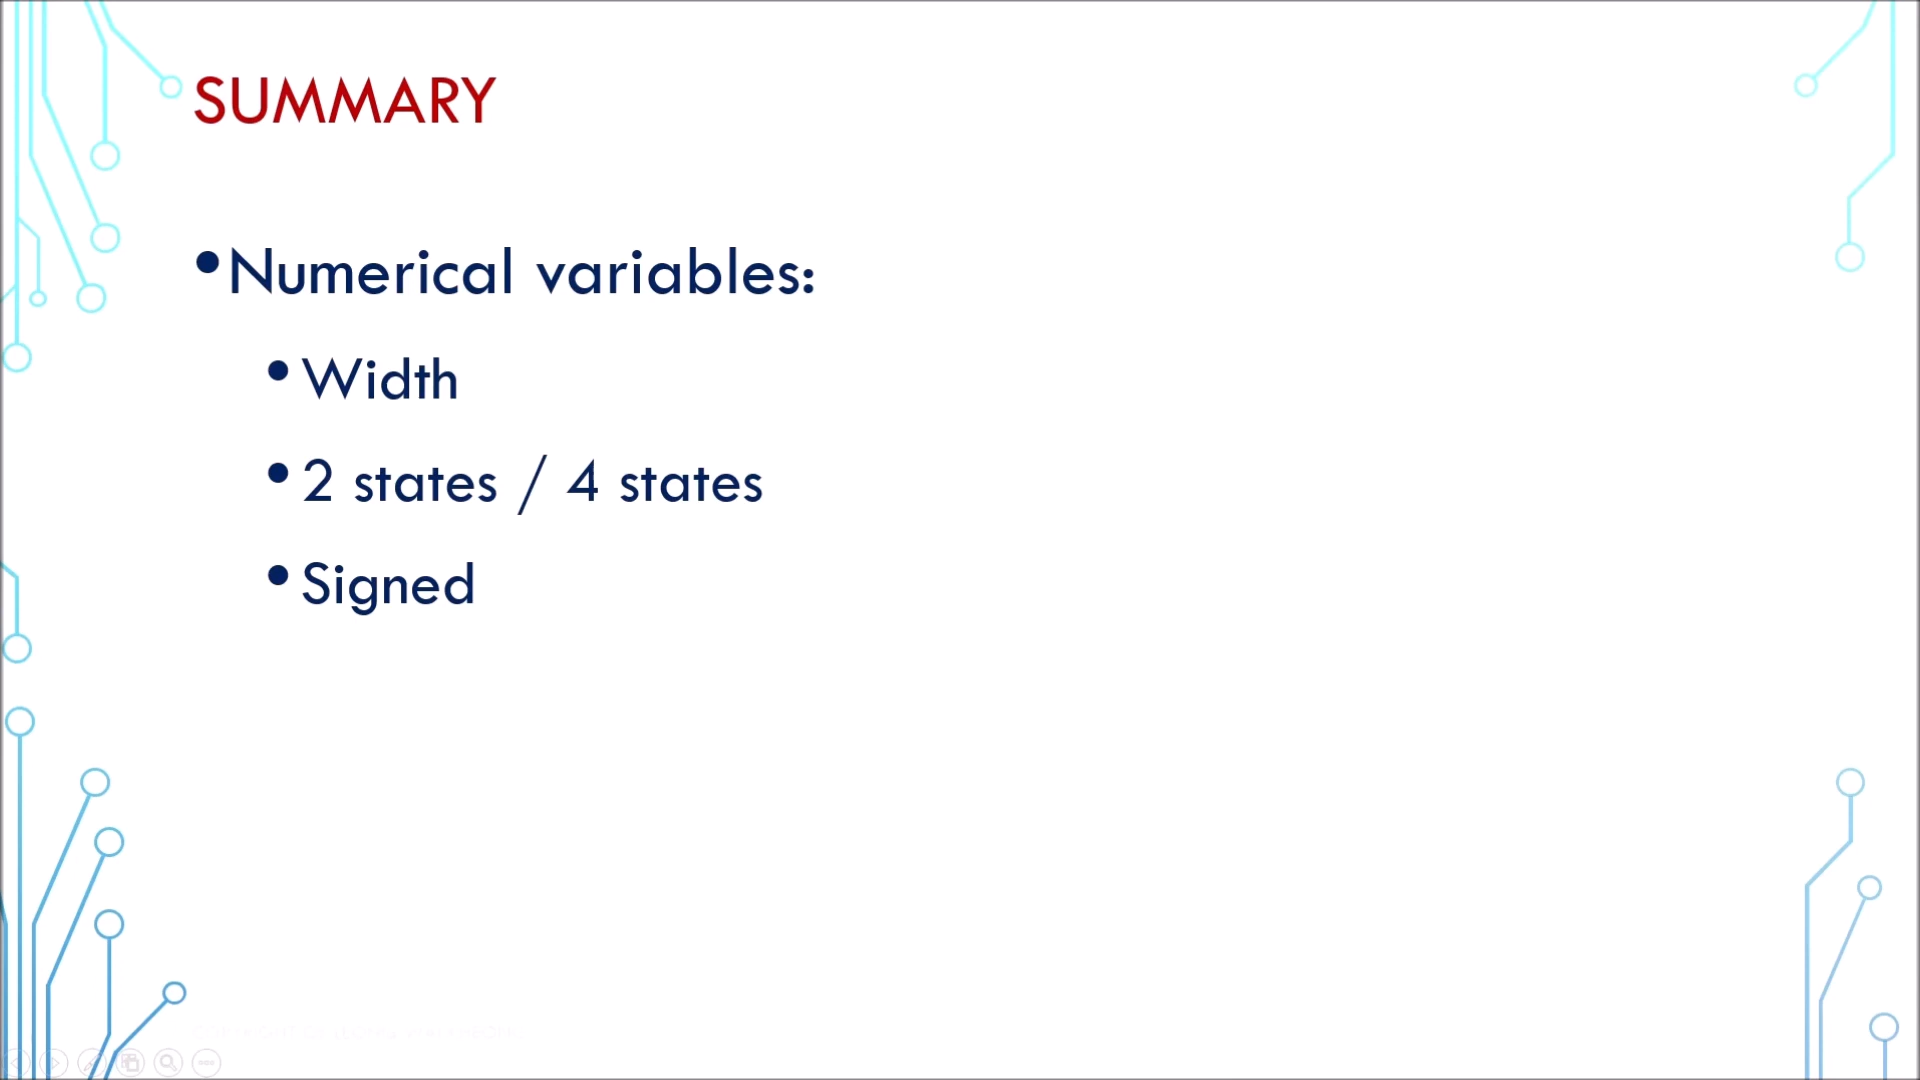 SUMMARY
•Numerical variables:
•Width
•2 states / 4 states
•Signed